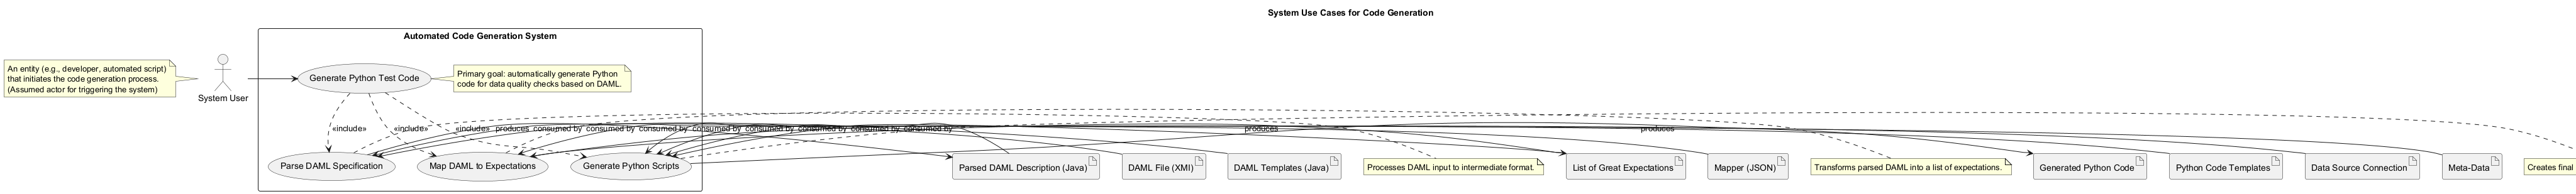 System Use Cases for Code Generation
Automated Code Generation System
An entity (e.g., developer, automated script)
that initiates the code generation process.
(Assumed actor for triggering the system)
System User
Generate Python Test Code
Primary goal: automatically generate Python
code for data quality checks based on DAML.
«include»
«include»
«include»
produces
consumed by
consumed by
consumed by
consumed by
consumed by
consumed by
consumed by
consumed by
produces
produces
Parse DAML Specification
Map DAML to Expectations
Generate Python Scripts
Parsed DAML Description (Java)
DAML File (XMI)
DAML Templates (Java)
Processes DAML input to intermediate format.
List of Great Expectations
Mapper (JSON)
Transforms parsed DAML into a list of expectations.
Generated Python Code
Python Code Templates
Data Source Connection
Meta-Data
Creates final